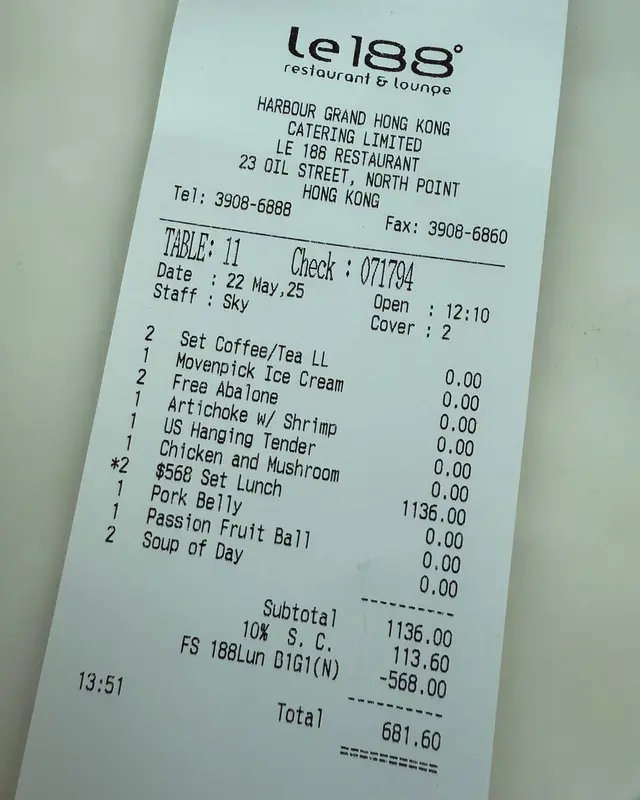 Le 188°
restaurant & lounge
HARBOUR GRAND HONG KONG
CATERING LIMITED
LE 188 RESTAURANT
23 OIL STREET, NORTH POINT
HONG KONG
Tel: 3908-6888 Fax: 3908-6860
TABLE: 11 Check : 071794
Date : 22 May,25 Open : 12:10
Staff : Sky Cover : 2
2 Set Coffee/Tea LL 0.00
1 Movenpick Ice Cream 0.00
2 Free Abalone 0.00
1 Artichoke w/ Shrimp 0.00
1 US Hanging Tender 0.00
1 Chicken and Mushroom 0.00
*2 $568 Set Lunch 1136.00
1 Pork Belly 0.00
1 Passion Fruit Ball 0.00
2 Soup of Day 0.00
Subtotal 1136.00
10% S. C. 113.60
FS 188Lun B1G1(N) -568.00
13:51 Total 681.60